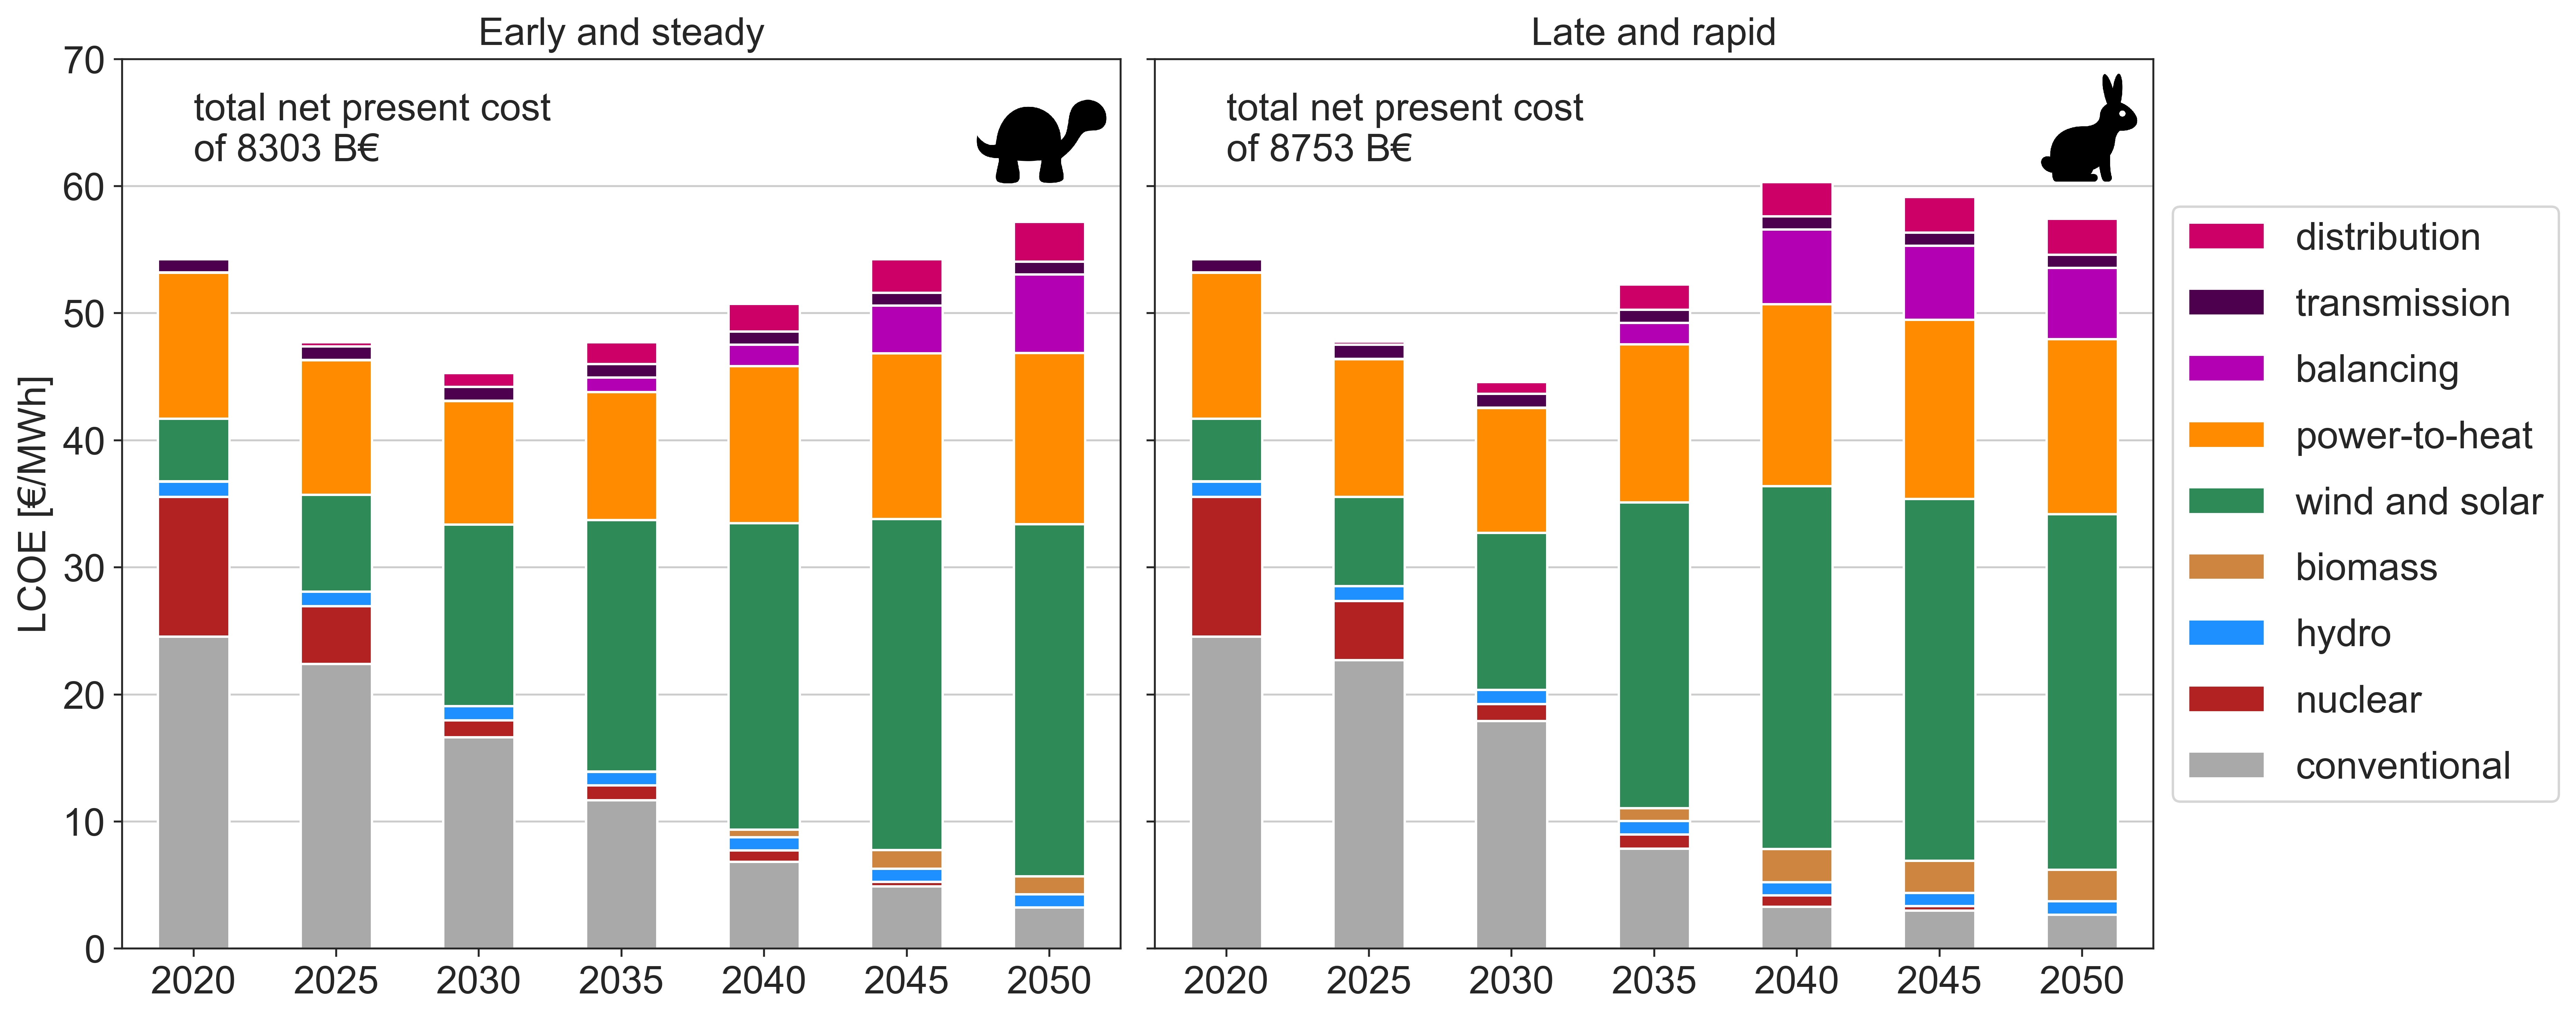 Early and steady
Late and rapid
total net present cost
of 8303 B€
total net present cost
of 8753 B€
LCOE [€/MWh]
70
60
50
40
30
20
10
0
2020 2025 2030 2035 2040 2045 2050
2020 2025 2030 2035 2040 2045 2050
distribution
transmission
balancing
power-to-heat
wind and solar
biomass
hydro
nuclear
conventional